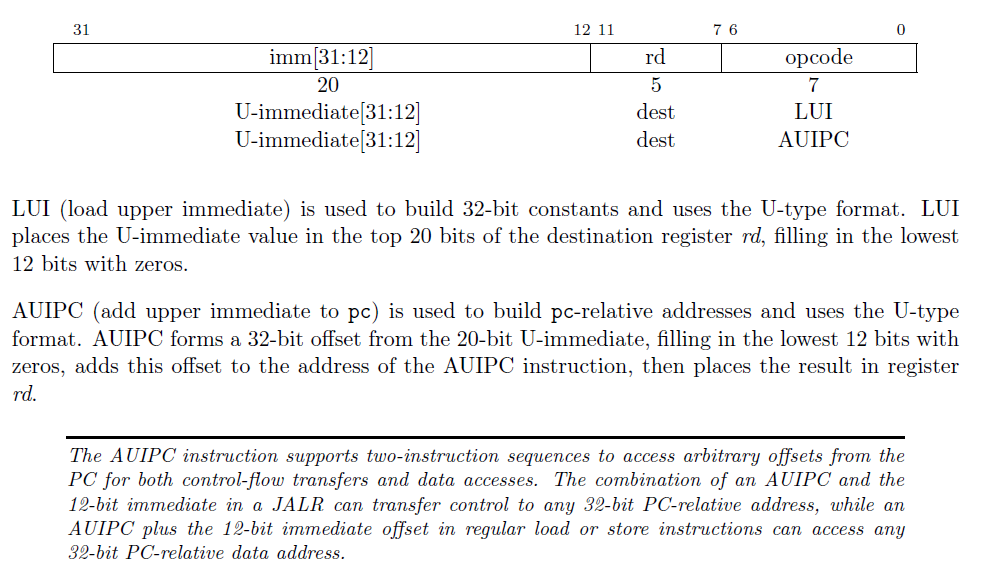 31 12 11 7 6 0
imm[31:12] rd opcode
20 5 7
U-immediate[31:12] dest LUI
U-immediate[31:12] dest AUIPC
LUI (load upper immediate) is used to build 32-bit constants and uses the U-type format. LUI
places the U-immediate value in the top 20 bits of the destination register rd, filling in the lowest
12 bits with zeros.
AUIPC (add upper immediate to pc) is used to build pc-relative addresses and uses the U-type
format. AUIPC forms a 32-bit offset from the 20-bit U-immediate, filling in the lowest 12 bits with
zeros, adds this offset to the address of the AUIPC instruction, then places the result in register
rd.
The AUIPC instruction supports two-instruction sequences to access arbitrary offsets from the
PC for both control-flow transfers and data accesses. The combination of an AUIPC and the
12-bit immediate in a JALR can transfer control to any 32-bit PC-relative address, while an
AUIPC plus the 12-bit immediate offset in regular load or store instructions can access any
32-bit PC-relative data address.